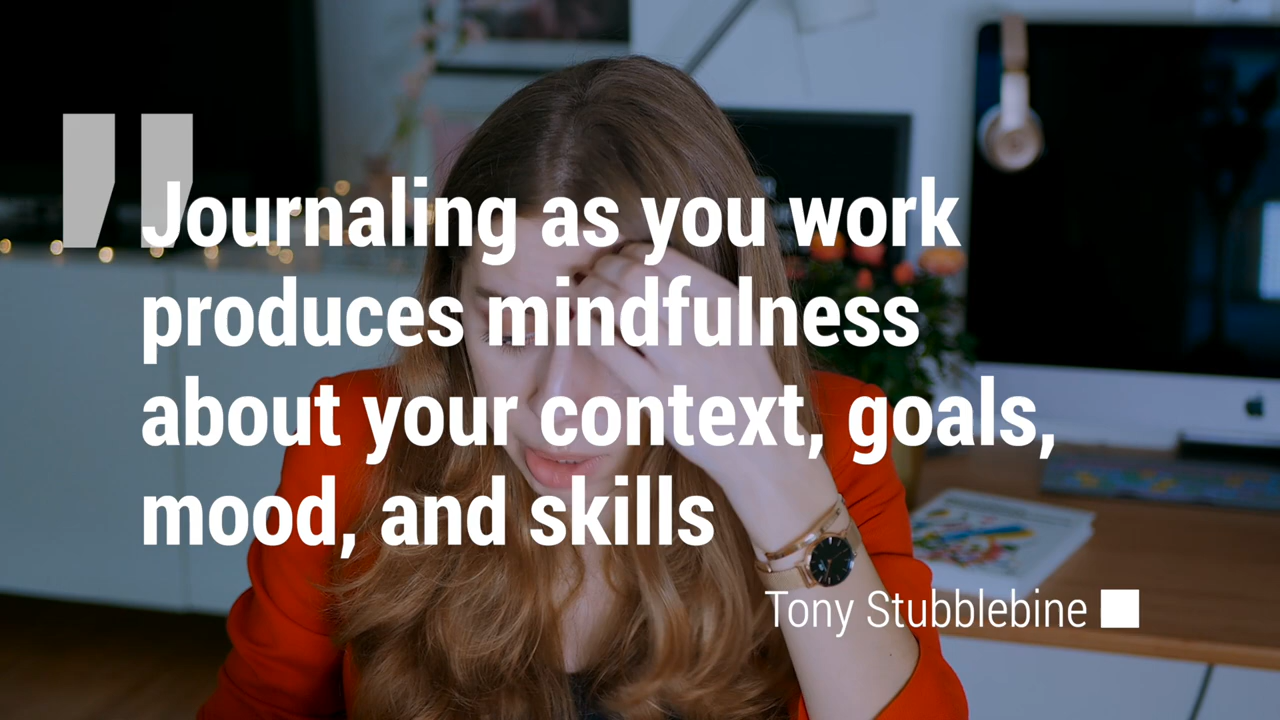 "
Journaling as you work
produces mindfulness
about your context, goals,
mood, and skills
Tony Stubblebine